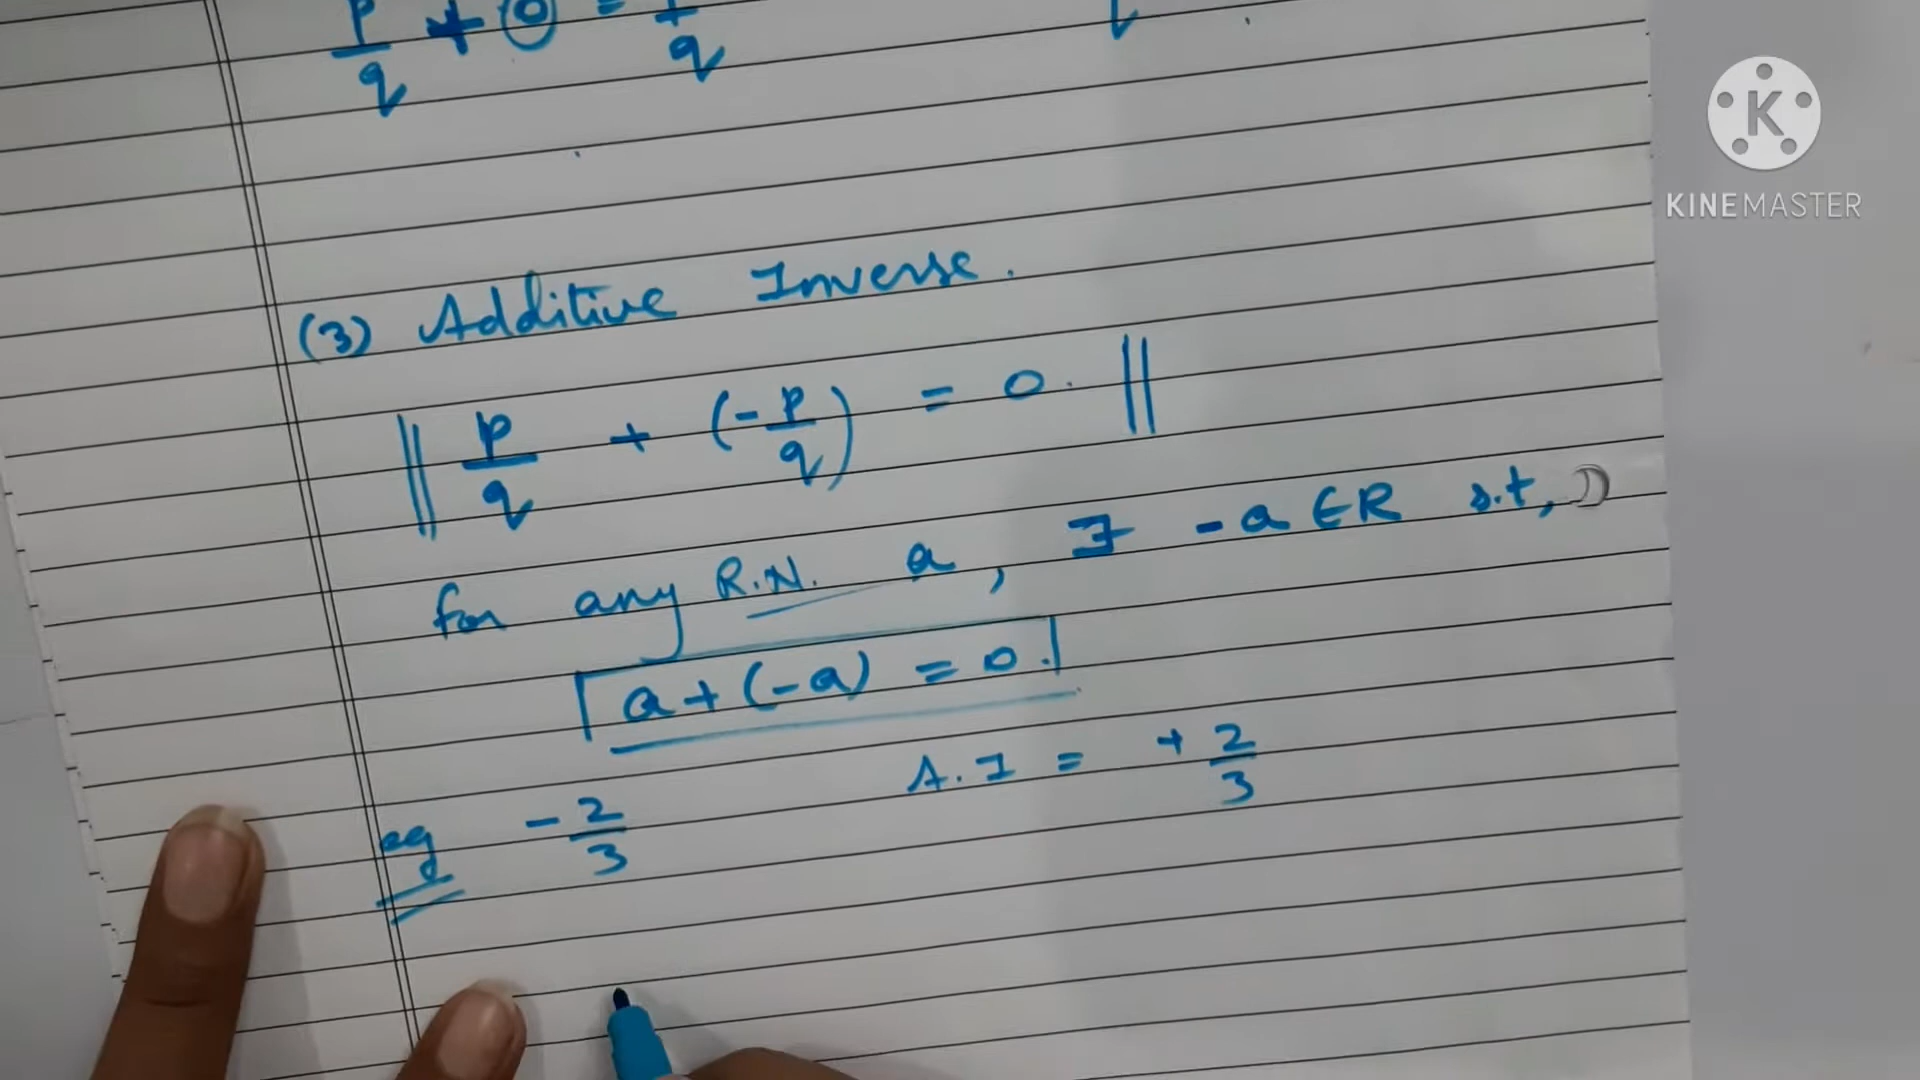 p/q + 0 = p/q
K
KINEMASTER
(3) Additive Inverse.
|| p/q + (-p/q) = 0. ||
for any R.N. a, ∃ -a ∈ R s.t,
a + (-a) = 0.
eg -2/3 A.I = +2/3